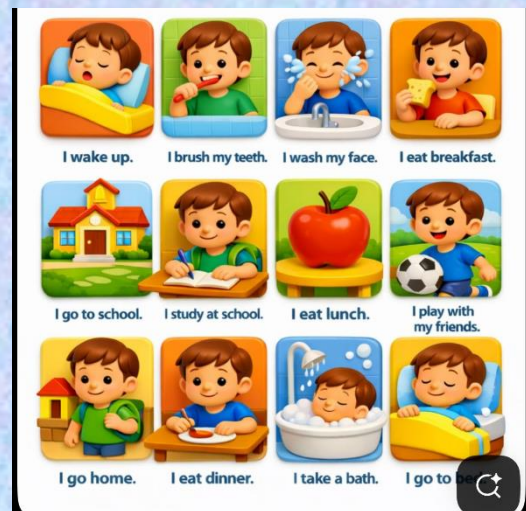 I wake up.
I brush my teeth.
I wash my face.
I eat breakfast.
I go to school.
I study at school.
I eat lunch.
I play with
my friends.
I go home.
I eat dinner.
I take a bath.
I go to bed.